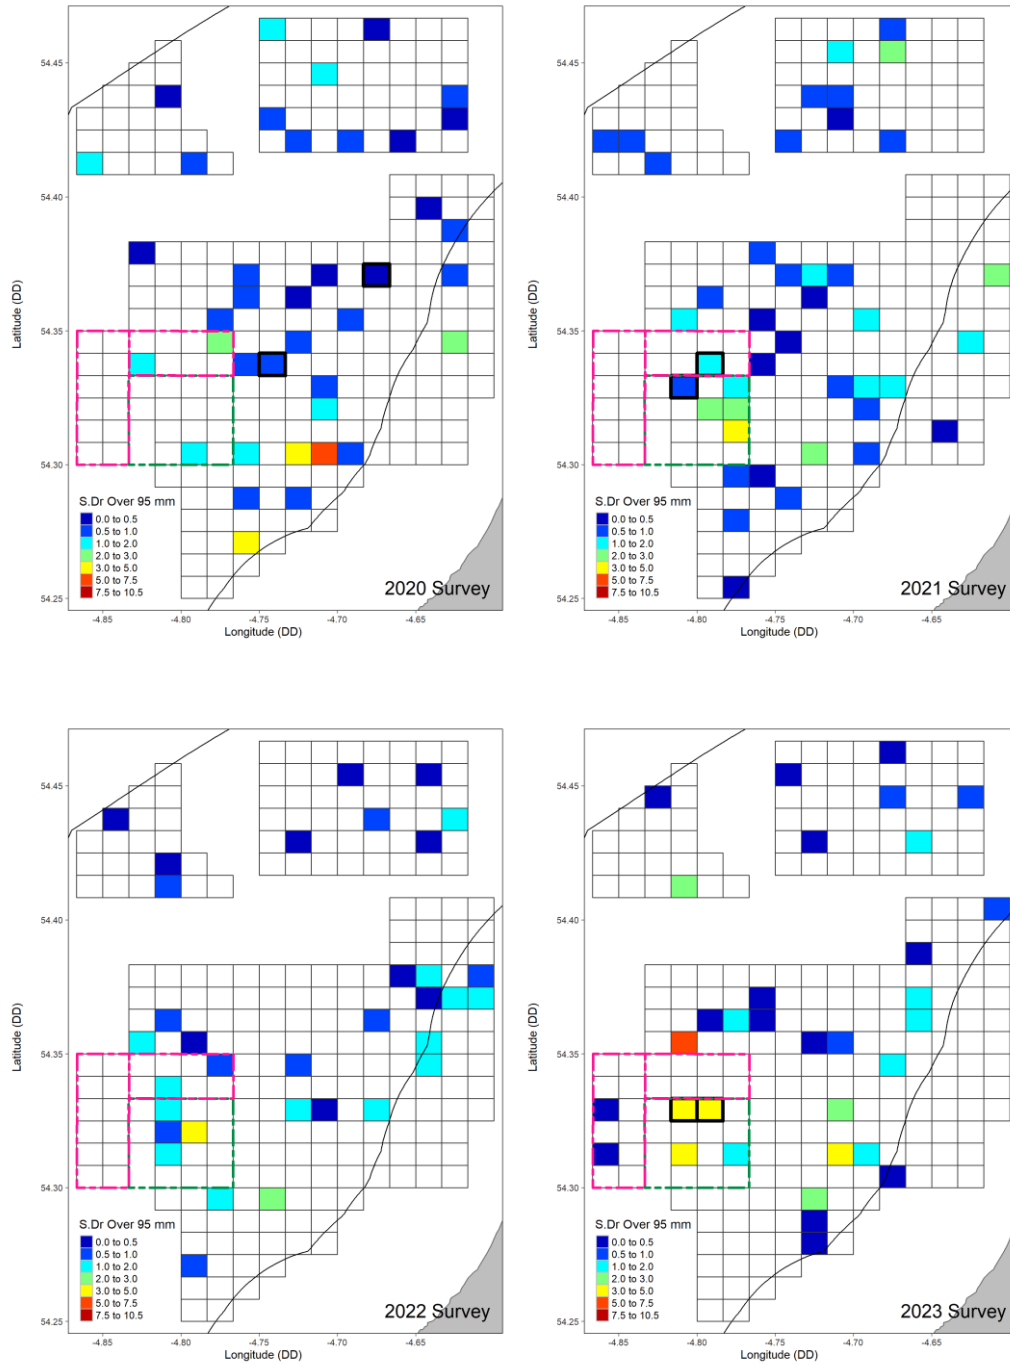 54.45
54.40
54.35
54.30
54.25
Latitude (DD)
S.Dr Over 95 mm
0.0 to 0.5
0.5 to 1.0
1.0 to 2.0
2.0 to 3.0
3.0 to 5.0
5.0 to 7.5
7.5 to 10.5
2020 Survey
-4.85
-4.80
-4.75
-4.70
-4.65
Longitude (DD)
54.45
54.40
54.35
54.30
54.25
Latitude (DD)
S.Dr Over 95 mm
0.0 to 0.5
0.5 to 1.0
1.0 to 2.0
2.0 to 3.0
3.0 to 5.0
5.0 to 7.5
7.5 to 10.5
2021 Survey
-4.85
-4.80
-4.75
-4.70
-4.65
Longitude (DD)
54.45
54.40
54.35
54.30
54.25
Latitude (DD)
S.Dr Over 95 mm
0.0 to 0.5
0.5 to 1.0
1.0 to 2.0
2.0 to 3.0
3.0 to 5.0
5.0 to 7.5
7.5 to 10.5
2022 Survey
-4.85
-4.80
-4.75
-4.70
-4.65
Longitude (DD)
54.45
54.40
54.35
54.30
54.25
Latitude (DD)
S.Dr Over 95 mm
0.0 to 0.5
0.5 to 1.0
1.0 to 2.0
2.0 to 3.0
3.0 to 5.0
5.0 to 7.5
7.5 to 10.5
2023 Survey
-4.85
-4.80
-4.75
-4.70
-4.65
Longitude (DD)